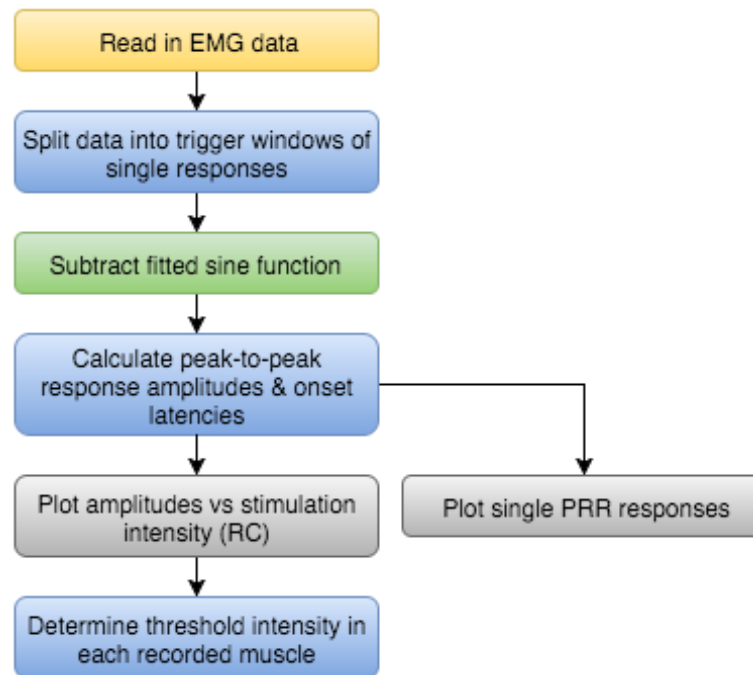 Read in EMG data
Split data into trigger windows of
single responses
Subtract fitted sine function
Calculate peak-to-peak
response amplitudes & onset
latencies
Plot amplitudes vs stimulation
intensity (RC)
Plot single PRR responses
Determine threshold intensity in
each recorded muscle